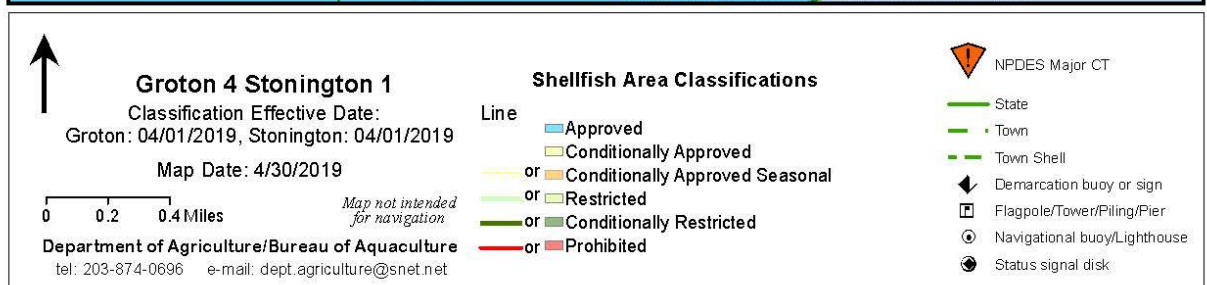 Groton 4 Stonington 1
Classification Effective Date:
Groton: 04/01/2019, Stonington: 04/01/2019
Map Date: 4/30/2019
0 0.2 0.4 Miles
Map not intended
for navigation
Department of Agriculture/Bureau of Aquaculture
tel: 203-874-0696 e-mail: dept.agriculture@snet.net
Shellfish Area Classifications
Line
Approved
Conditionally Approved
or Conditionally Approved Seasonal
or Restricted
or Conditionally Restricted
or Prohibited
NPDES Major CT
State
Town
Town Shell
Demarcation buoy or sign
Flagpole/Tower/Piling/Pier
Navigational buoy/Lighthouse
Status signal disk